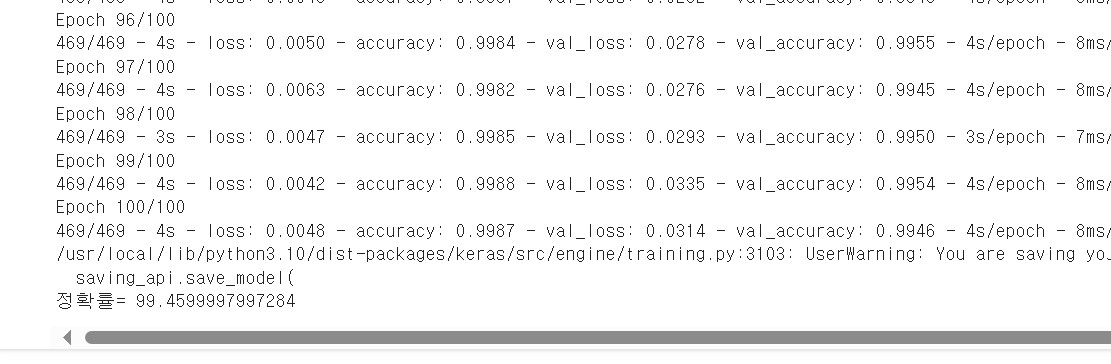 Epoch 96/100
469/469 - 4s - loss: 0.0050 - accuracy: 0.9984 - val_loss: 0.0278 - val_accuracy: 0.9955 - 4s/epoch - 8ms/
Epoch 97/100
469/469 - 4s - loss: 0.0063 - accuracy: 0.9982 - val_loss: 0.0276 - val_accuracy: 0.9945 - 4s/epoch - 8ms/
Epoch 98/100
469/469 - 3s - loss: 0.0047 - accuracy: 0.9985 - val_loss: 0.0293 - val_accuracy: 0.9950 - 3s/epoch - 7ms/
Epoch 99/100
469/469 - 4s - loss: 0.0042 - accuracy: 0.9988 - val_loss: 0.0335 - val_accuracy: 0.9954 - 4s/epoch - 8ms/
Epoch 100/100
469/469 - 4s - loss: 0.0048 - accuracy: 0.9987 - val_loss: 0.0314 - val_accuracy: 0.9946 - 4s/epoch - 8ms/
/usr/local/lib/python3.10/dist-packages/keras/src/engine/training.py:3103: UserWarning: You are saving
saving_api.save_model(
정확률= 99.4599997997284